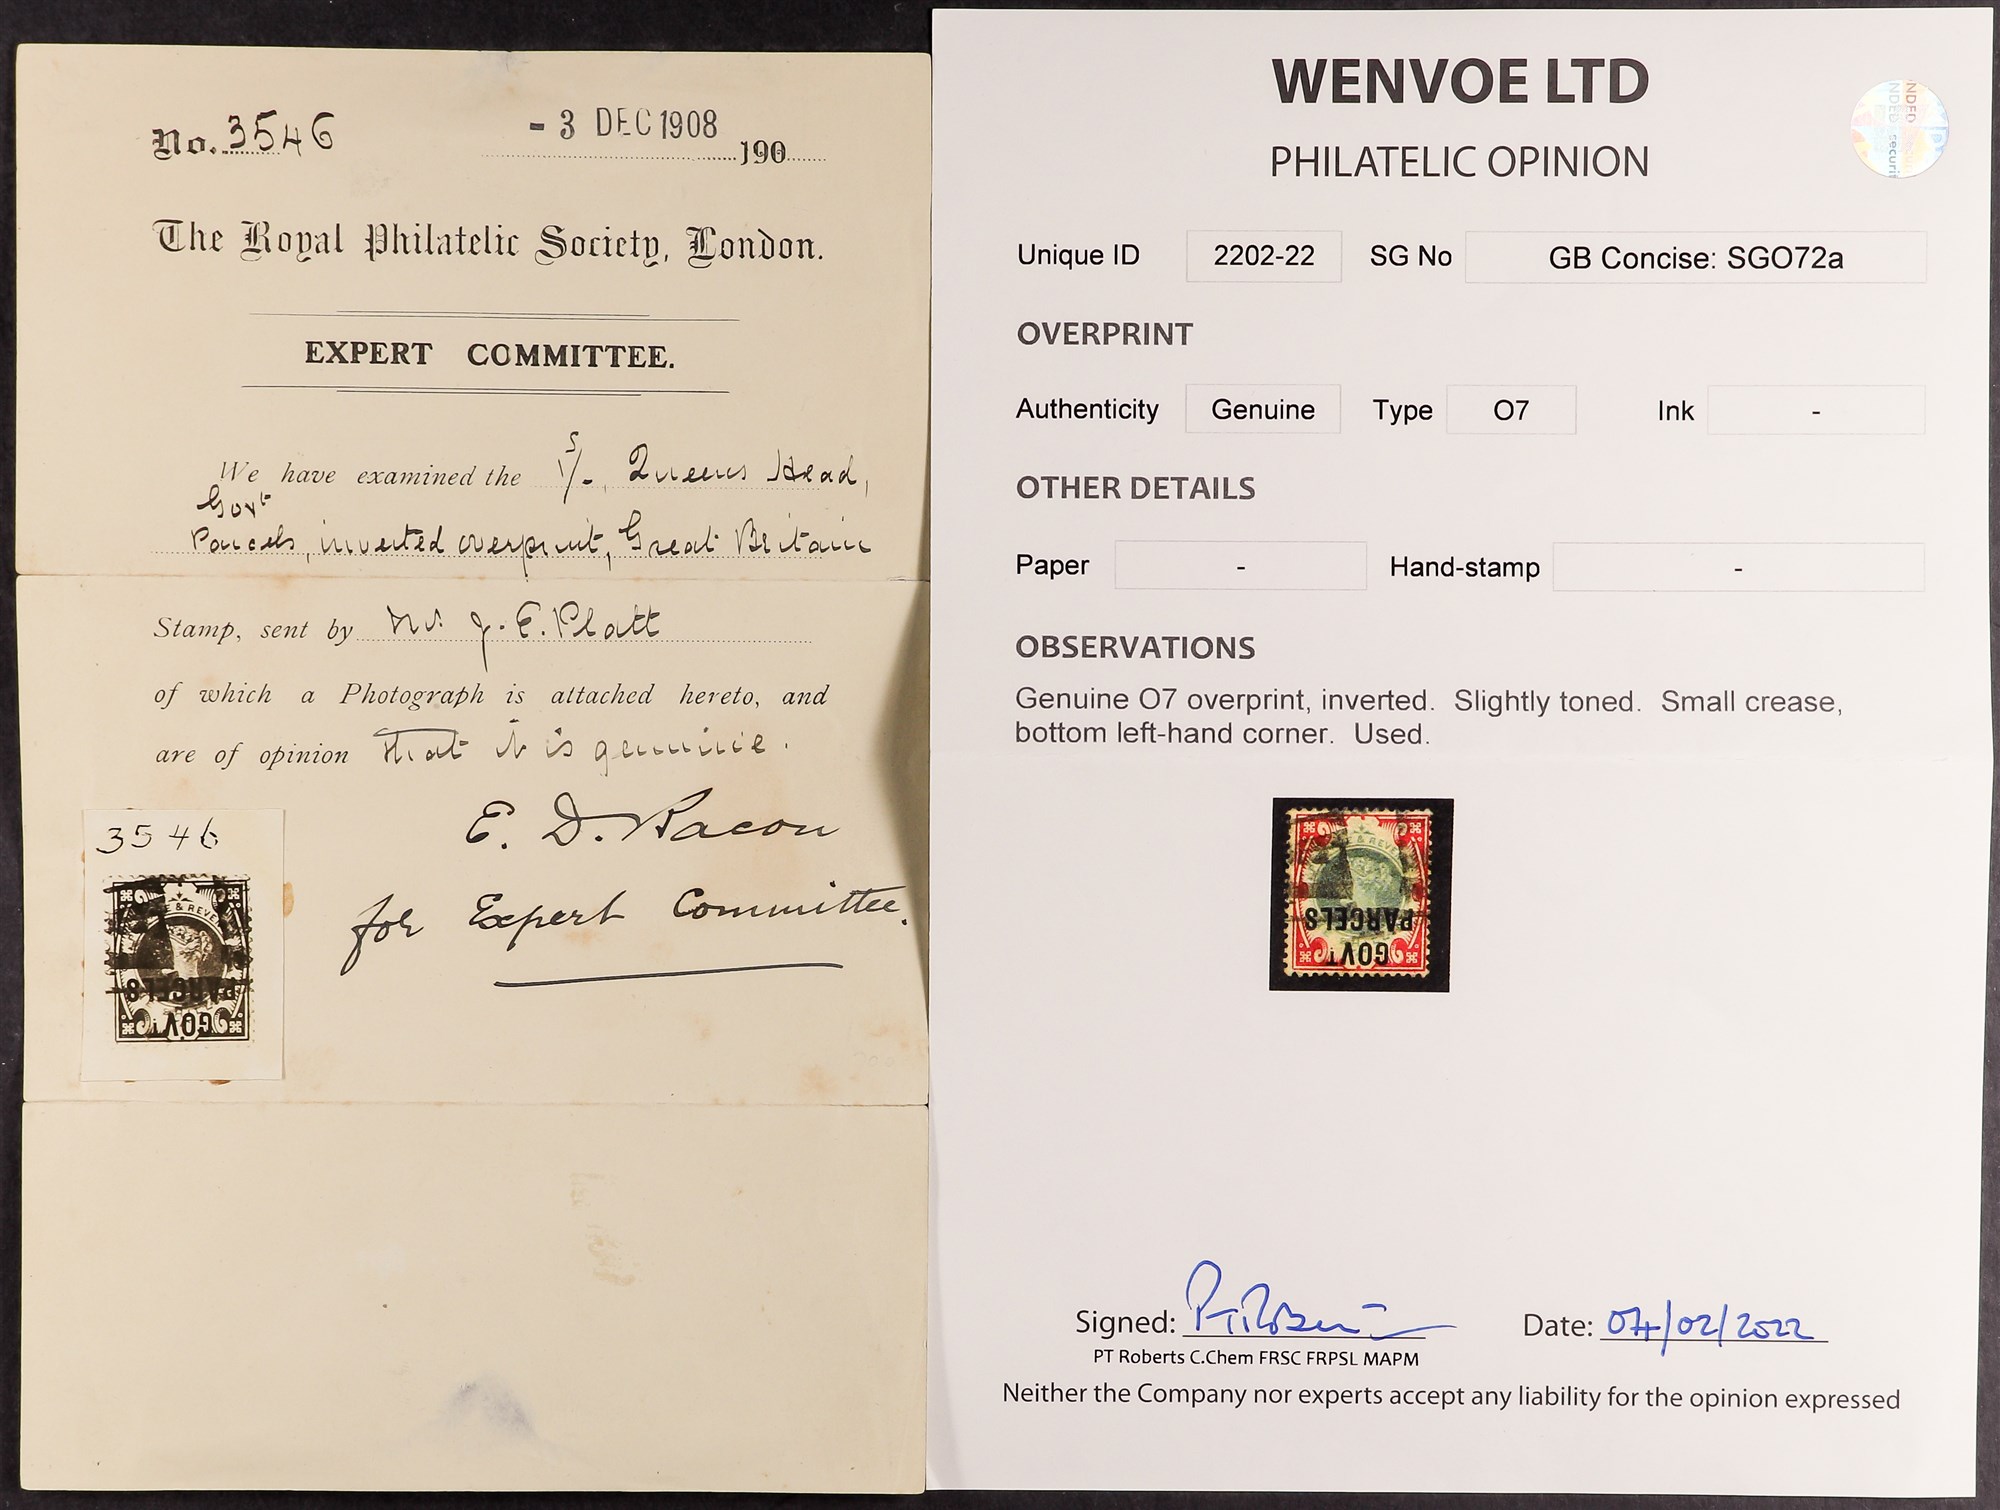 No. 3546
- 3 DEC 1908
190
The Royal Philatelic Society, London.
EXPERT COMMITTEE.
We have examined the 1/-, Queens Head,
Govt
Parcels, inverted overprint, Great Britain
Stamp, sent by Mr. J. E. Platt
of which a Photograph is attached hereto, and
are of opinion that it is genuine.
E. D. Bacon
for Expert Committee.
3546
E & REVE
PARCELS
GOVT
WENVOE LTD
PHILATELIC OPINION
Unique ID 2202-22 SG No GB Concise: SGO72a
OVERPRINT
Authenticity Genuine Type O7 Ink -
OTHER DETAILS
Paper - Hand-stamp -
OBSERVATIONS
Genuine O7 overprint, inverted. Slightly toned. Small crease,
bottom left-hand corner. Used.
E & REVE
PARCELS
GOVT
Signed: PT Roberts Date: 04/02/2022
PT Roberts C.Chem FRSC FRPSL MAPM
Neither the Company nor experts accept any liability for the opinion expressed